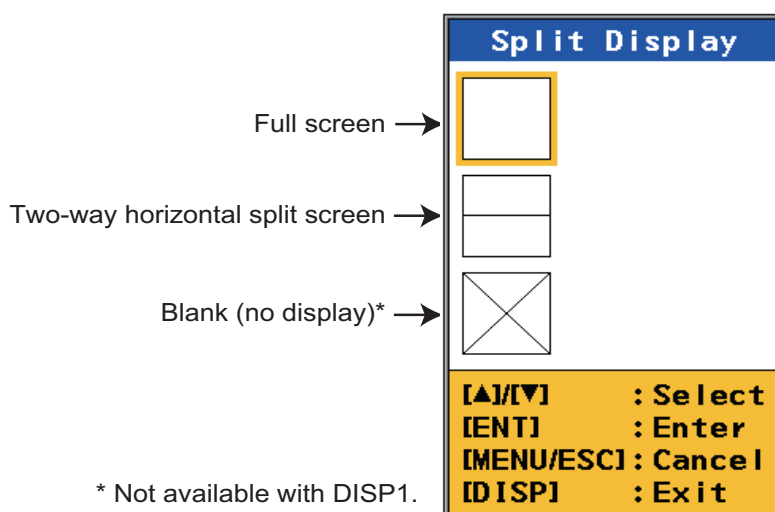 Split Display
Full screen
Two-way horizontal split screen
Blank (no display)*
[▲]/[▼] :Select
[ENT] :Enter
[MENU/ESC]:Cancel
[DISP] :Exit
* Not available with DISP1.